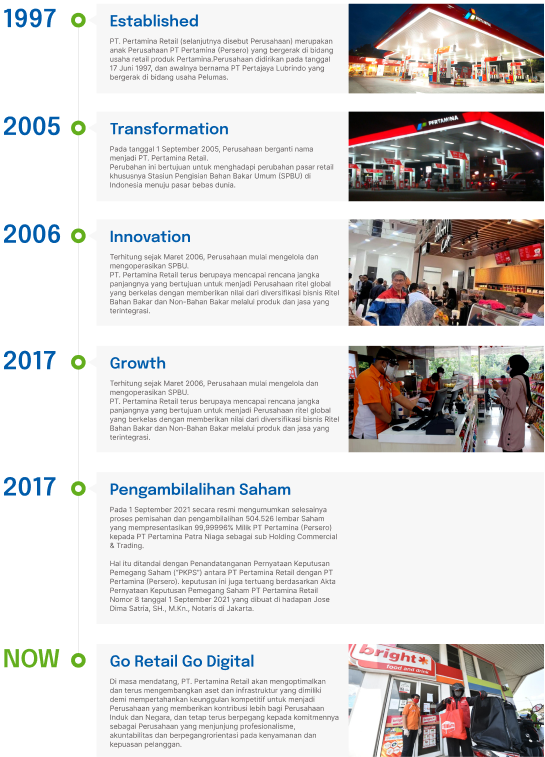 1997
Established
PT. Pertamina Retail (selanjutnya disebut Perusahaan) merupakan
anak Perusahaan PT Pertamina (Persero) yang bergerak di bidang
usaha retail produk Pertamina.Perusahaan didirikan pada tanggal
17 Juni 1997, dan awalnya bernama PT Pertajaya Lubrindo yang
bergerak di bidang usaha Pelumas.
2005
Transformation
Pada tanggal 1 September 2005, Perusahaan berganti nama
menjadi PT. Pertamina Retail.
Perubahan ini bertujuan untuk menghadapi perubahan pasar retail
khususnya Stasiun Pengisian Bahan Bakar Umum (SPBU) di
Indonesia menuju pasar bebas dunia.
PERTAMINA
2006
Innovation
Terhitung sejak Maret 2006, Perusahaan mulai mengelola dan
mengoperasikan SPBU.
PT. Pertamina Retail terus berupaya mencapai rencana jangka
panjangnya yang bertujuan untuk menjadi Perusahaan ritel global
yang berkelas dengan memberikan nilai dari diversifikasi bisnis Ritel
Bahan Bakar dan Non-Bahan Bakar melalui produk dan jasa yang
terintegrasi.
2017
Growth
Terhitung sejak Maret 2006, Perusahaan mulai mengelola dan
mengoperasikan SPBU.
PT. Pertamina Retail terus berupaya mencapai rencana jangka
panjangnya yang bertujuan untuk menjadi Perusahaan ritel global
yang berkelas dengan memberikan nilai dari diversifikasi bisnis Ritel
Bahan Bakar dan Non-Bahan Bakar melalui produk dan jasa yang
terintegrasi.
2017
Pengambilalihan Saham
Pada 1 September 2021 secara resmi mengumumkan selesainya
proses pemisahan dan pengambilalihan 504.526 lembar Saham
yang mempresentasikan 99,99996% Milik PT Pertamina (Persero)
kepada PT Pertamina Patra Niaga sebagai sub Holding Commercial
& Trading.
Hal itu ditandai dengan Penandatanganan Pernyataan Keputusan
Pemegang Saham ("PKPS") antara PT Pertamina Retail dengan PT
Pertamina (Persero). keputusan ini juga tertuang berdasarkan Akta
Pernyataan Keputusan Pemegang Saham PT Pertamina Retail
Nomor 8 tanggal 1 September 2021 yang dibuat di hadapan Jose
Dima Satria, SH., M.Kn., Notaris di Jakarta.
NOW
Go Retail Go Digital
Di masa mendatang, PT. Pertamina Retail akan mengoptimalkan
dan terus mengembangkan aset dan infrastruktur yang dimiliki
demi mempertahankan keunggulan kompetitif untuk menjadi
Perusahaan yang memberikan kontribusi lebih bagi Perusahaan
Induk dan Negara, dan tetap terus berpegang kepada komitmennya
sebagai Perusahaan yang menjunjung profesionalisme,
akuntabilitas dan berpegangrorientasi pada kenyamanan dan
kepuasan pelanggan.
bright
food and drink